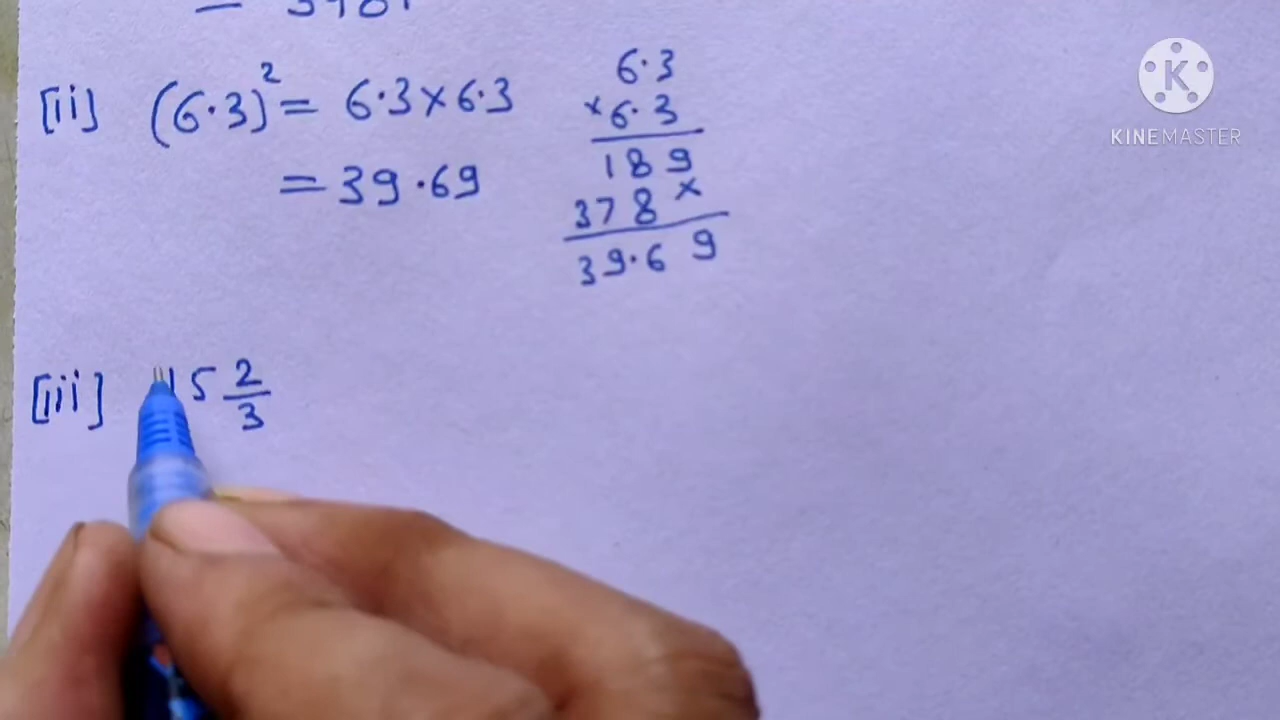 [ii] (6.3)² = 6.3×6.3
= 39.69
6.3
×6.3
189
378×
39.69
[iii] 15 2/3
K
KINEMASTER